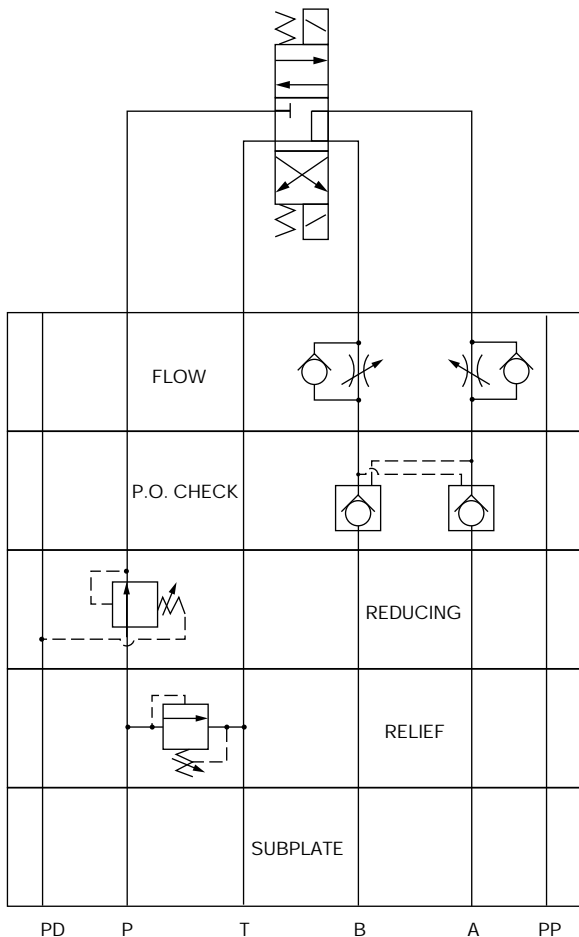 FLOW
P.O. CHECK
REDUCING
RELIEF
SUBPLATE
PD P T B A PP